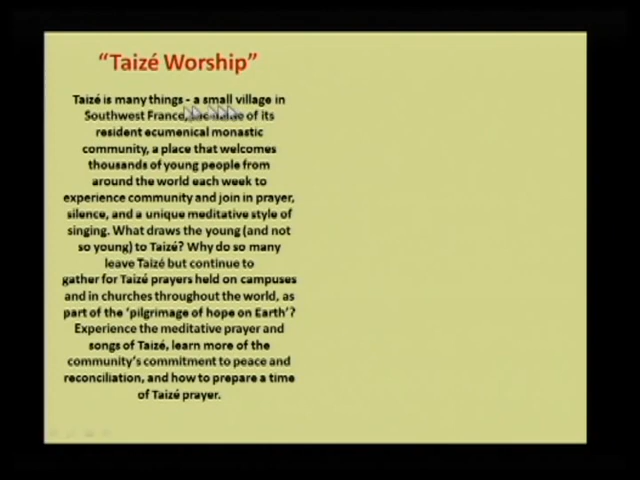 “Taizé Worship”
Taizé is many things - a small village in
Southwest France, of its
resident ecumenical monastic
community, a place that welcomes
thousands of young people from
around the world each week to
experience community and join in prayer,
silence, and a unique meditative style of
singing. What draws the young (and not
so young) to Taizé? Why do so many
leave Taizé but continue to
gather for Taizé prayers held on campuses
and in churches throughout the world, as
part of the ‘pilgrimage of hope on Earth’?
Experience the meditative prayer and
songs of Taizé, learn more of the
community’s commitment to peace and
reconciliation, and how to prepare a time
of Taizé prayer.